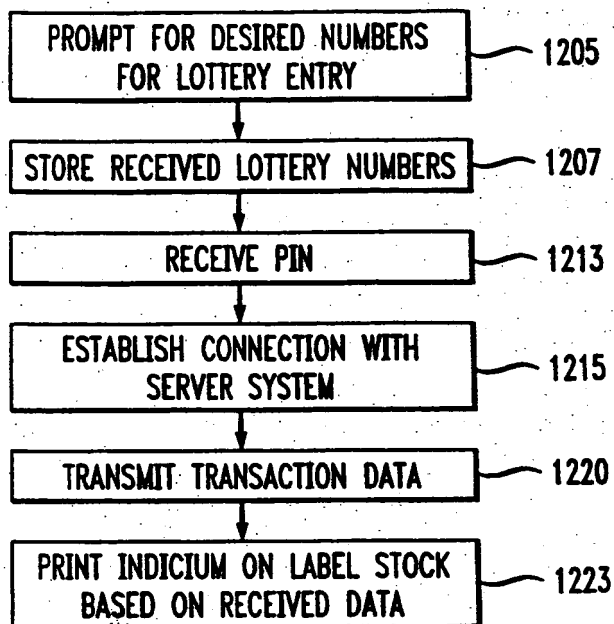 PROMPT FOR DESIRED NUMBERS
FOR LOTTERY ENTRY
1205
STORE RECEIVED LOTTERY NUMBERS
1207
RECEIVE PIN
1213
ESTABLISH CONNECTION WITH
SERVER SYSTEM
1215
TRANSMIT TRANSACTION DATA
1220
PRINT INDICIUM ON LABEL STOCK
BASED ON RECEIVED DATA
1223